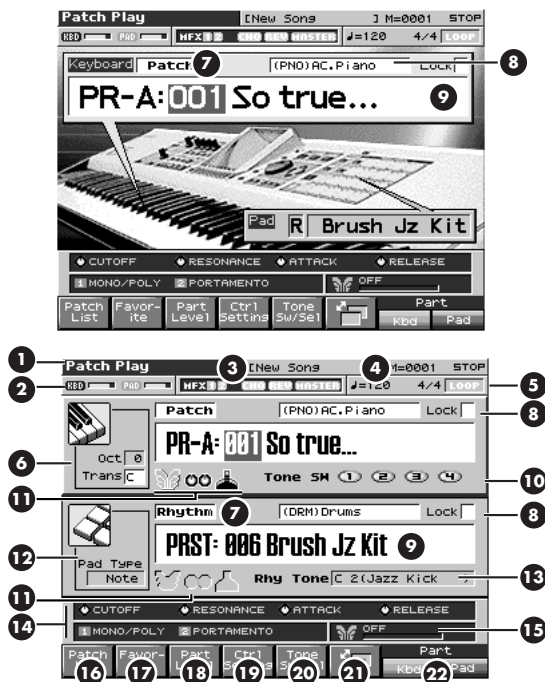 Patch Play [New Song ] M=0001 STOP
KBD PAD MFX 1 2 CHO REV MASTER ♩=120 4/4 LOOP
Keyboard Patch 7 (PNO)AC.Piano Lock 8
PR-A:001 So true... 9
Pad R Brush Jz Kit
CUTOFF RESONANCE ATTACK RELEASE
1 MONO/POLY 2 PORTAMENTO OFF
Patch List Favor-ite Part Level Ctrl Setting Tone Sw/Sel Part Kbd Pad
1 Patch Play 3 [New Song 4 M=0001 STOP
2 KBD PAD MFX 1 2 CHO REV MASTER ♩=120 4/4 LOOP 5
Patch (PNO)AC.Piano Lock 8
PR-A: 001 So true...
6 Oct 0
Trans C Tone SW 1 2 3 4 10
11
Rhythm 7 (DRM)Drums Lock 8
PRST: 006 Brush Jz Kit 9
12 Pad Type
Note Rhy Tone C 2(Jazz Kick 13
11
14 CUTOFF RESONANCE ATTACK RELEASE
1 MONO/POLY 2 PORTAMENTO OFF 15
Patch Favor- Part Ctrl Tone Part
16 17 18 19 20 21 Kbd 22 Pad